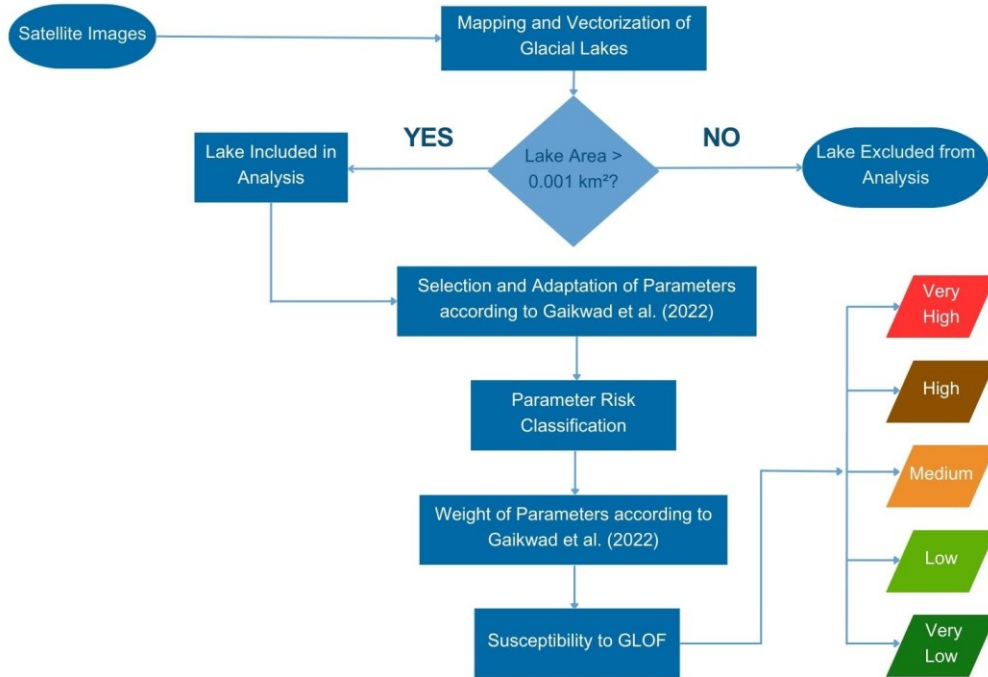 Satellite Images
Mapping and Vectorization of
Glacial Lakes
YES
NO
Lake Included in
Analysis
Lake Area >
0.001 km²?
Lake Excluded from
Analysis
Selection and Adaptation of Parameters
according to Gaikwad et al. (2022)
Parameter Risk
Classification
Weight of Parameters according to
Gaikwad et al. (2022)
Susceptibility to GLOF
Very
High
High
Medium
Low
Very
Low